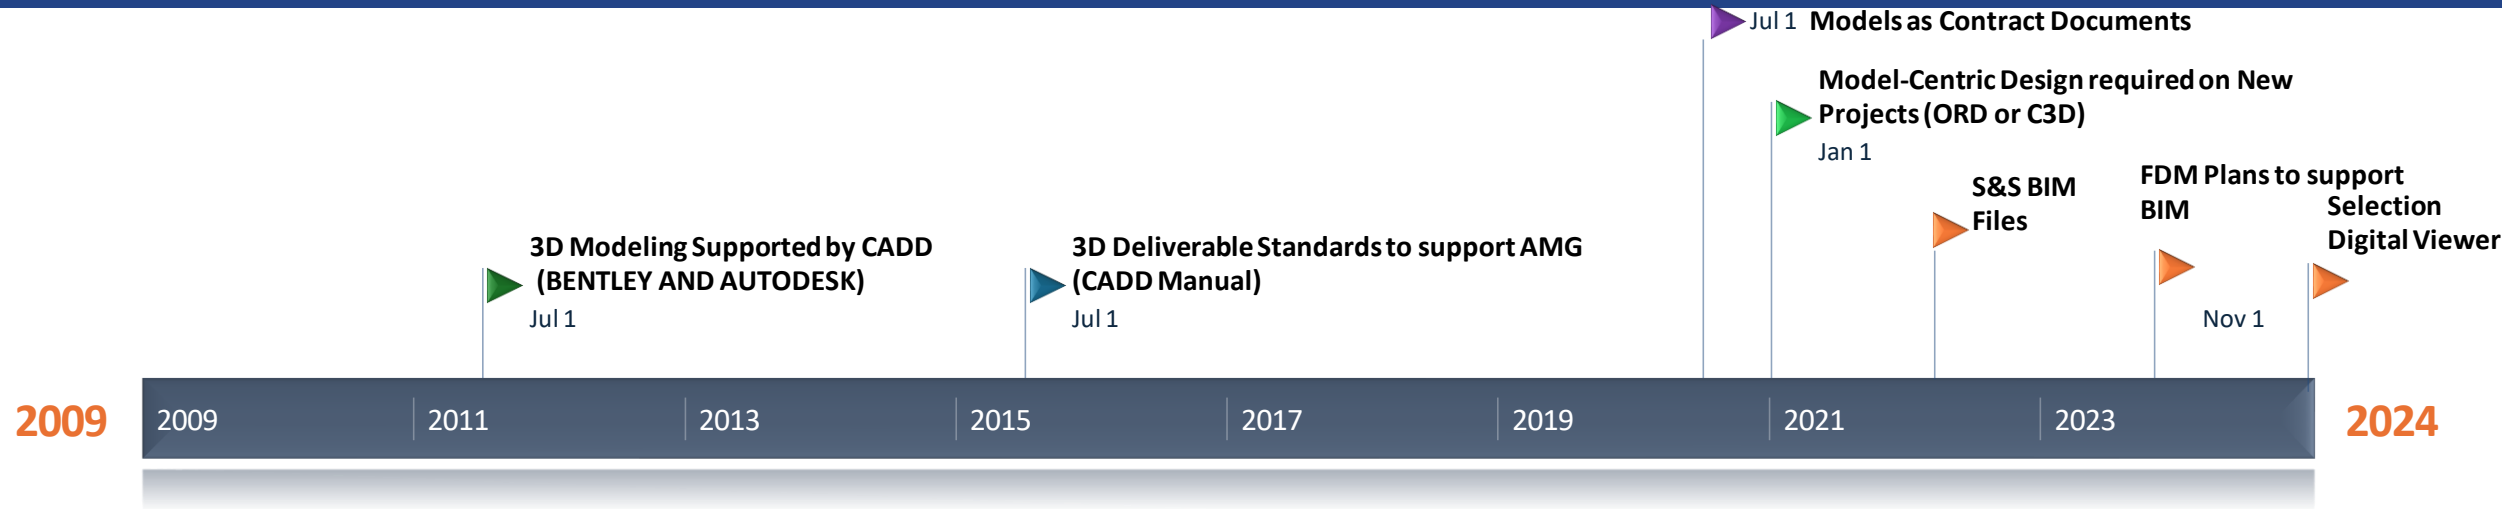 Jul 1 Models as Contract Documents
Model-Centric Design required on New
Projects (ORD or C3D)
Jan 1
S&S BIM
Files
FDM Plans to support
BIM
Selection
Digital Viewer
Nov 1
3D Modeling Supported by CADD
(BENTLEY AND AUTODESK)
Jul 1
3D Deliverable Standards to support AMG
(CADD Manual)
Jul 1
2009
2009
2011
2013
2015
2017
2019
2021
2023
2024